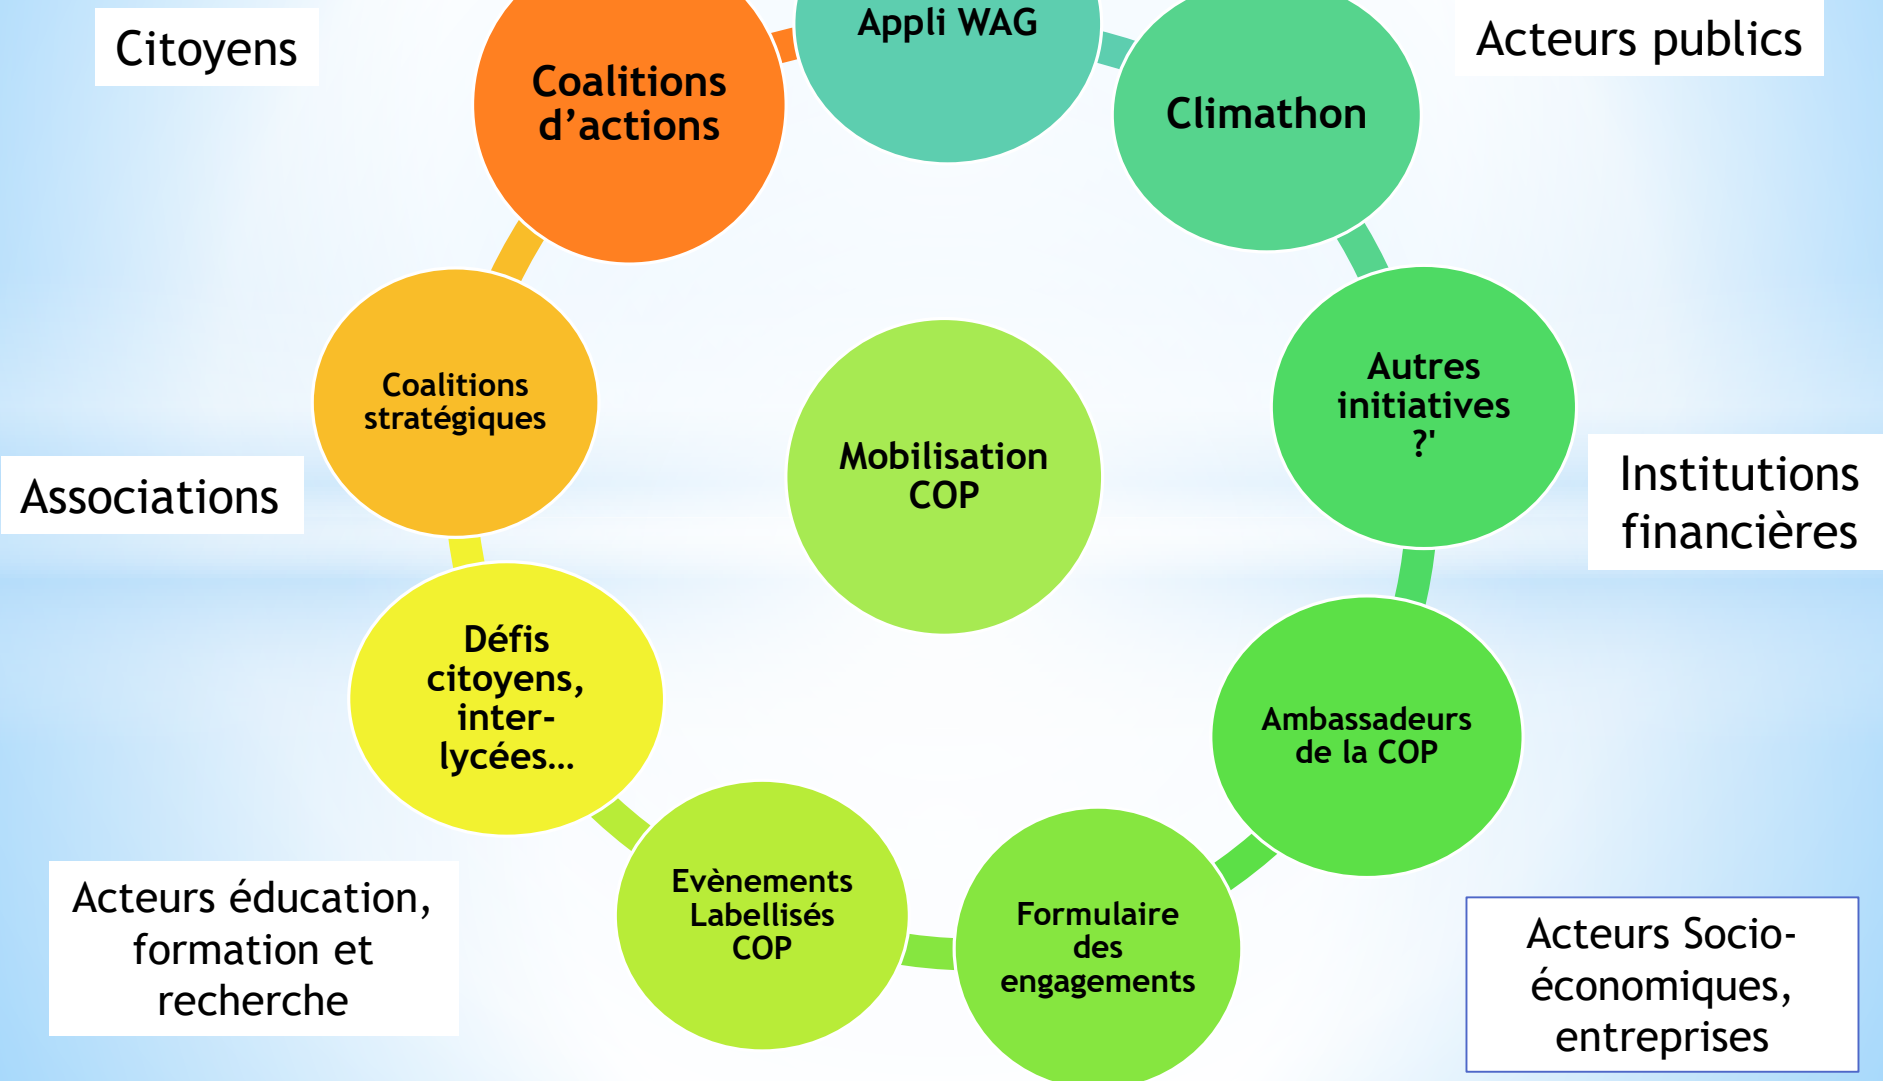 Citoyens
Appli WAG
Acteurs publics
Coalitions
d’actions
Climathon
Coalitions
stratégiques
Autres
initiatives
?'
Mobilisation
COP
Associations
Institutions
financières
Défis
citoyens,
inter-
lycées…
Ambassadeurs
de la COP
Evènements
Labellisés
COP
Formulaire
des
engagements
Acteurs éducation,
formation et
recherche
Acteurs Socio-
économiques,
entreprises